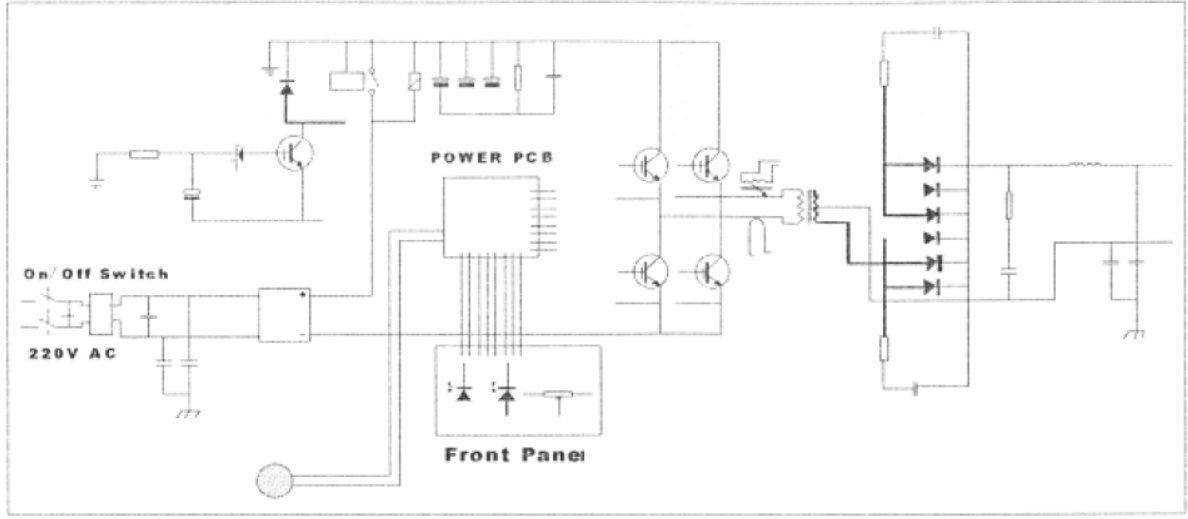 POWER PCB
On/Off Switch
220V AC
+
-
Front Panel